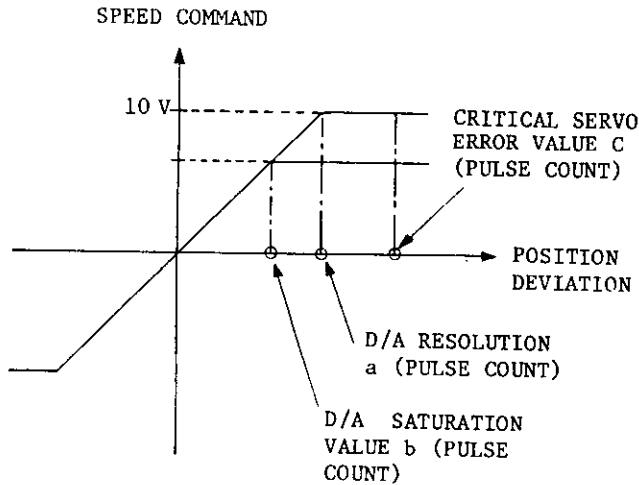 SPEED COMMAND
10 V
CRITICAL SERVO
ERROR VALUE C
(PULSE COUNT)
POSITION
DEVIATION
D/A RESOLUTION
a (PULSE COUNT)
D/A SATURATION
VALUE b (PULSE
COUNT)